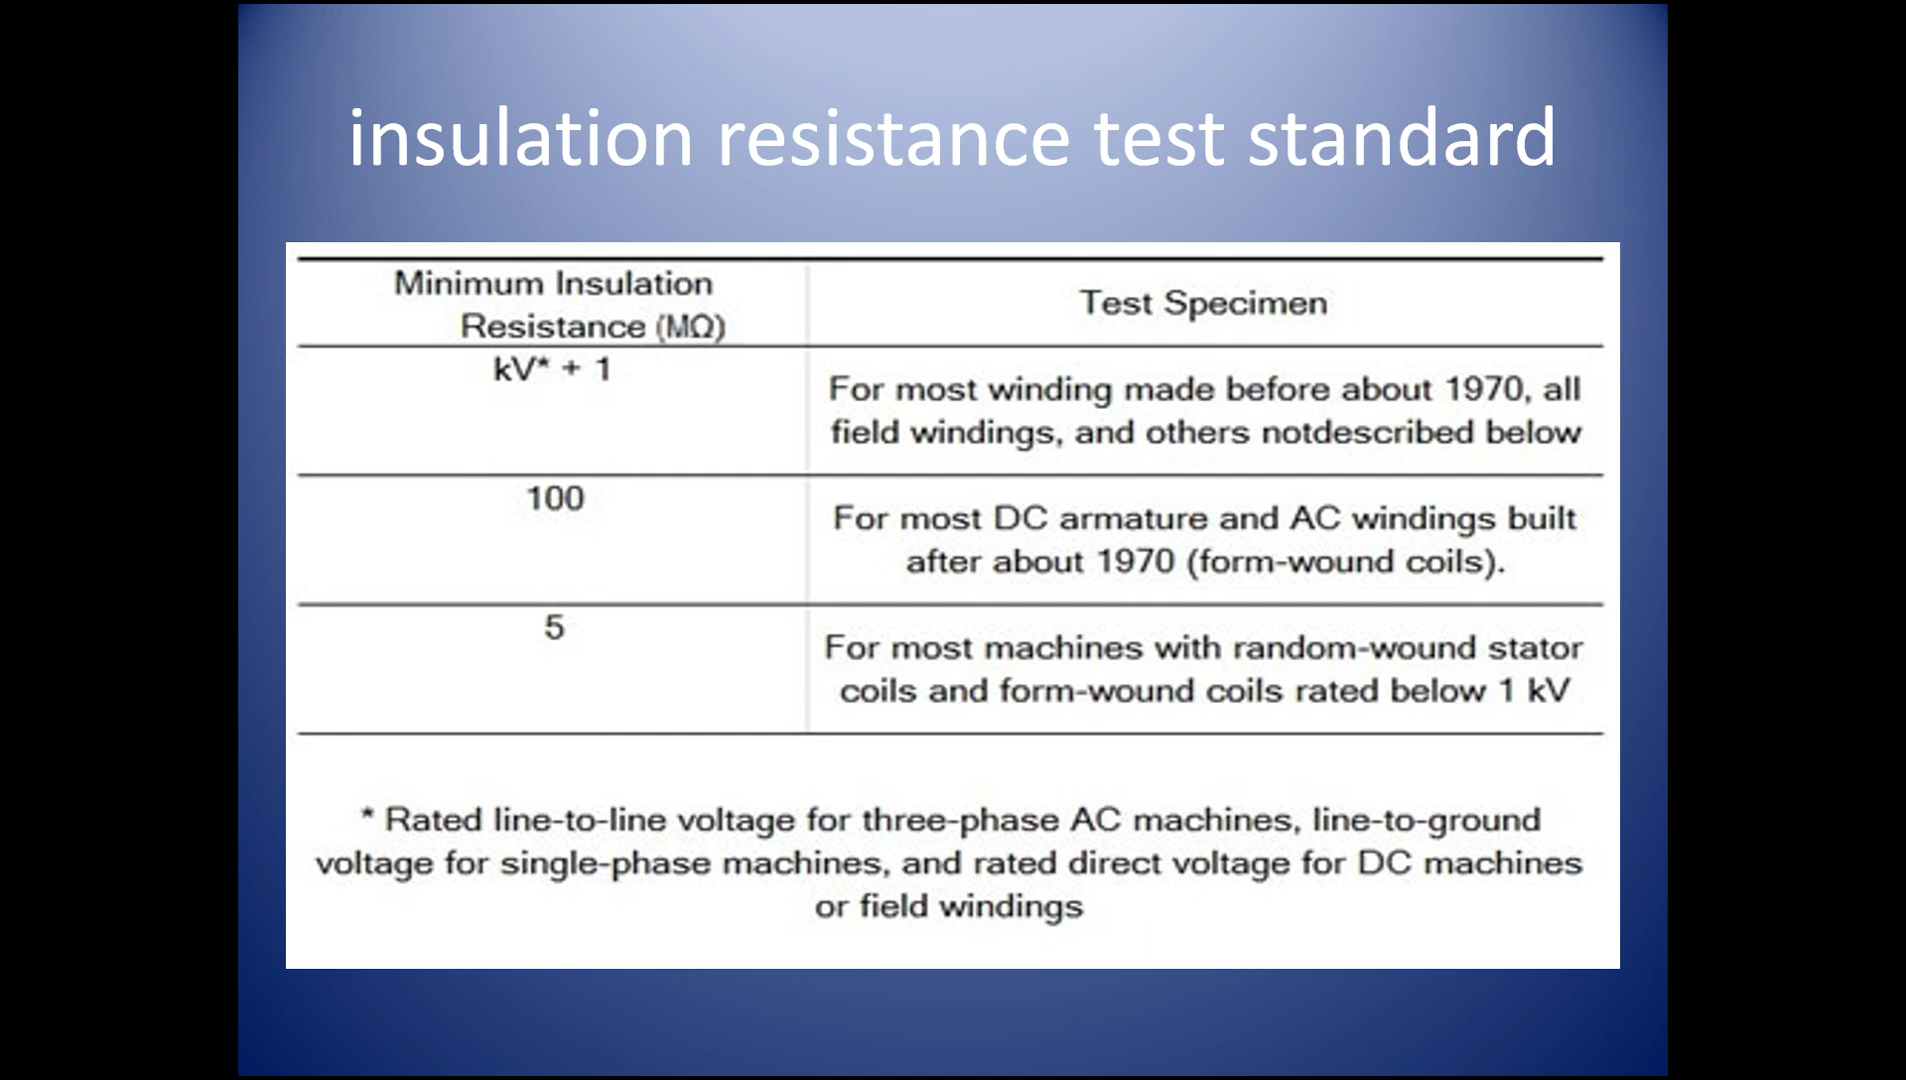 insulation resistance test standard
Minimum Insulation
Resistance (MΩ)
Test Specimen
kV* + 1
For most winding made before about 1970, all
field windings, and others notdescribed below
100
For most DC armature and AC windings built
after about 1970 (form-wound coils).
5
For most machines with random-wound stator
coils and form-wound coils rated below 1 kV
* Rated line-to-line voltage for three-phase AC machines, line-to-ground
voltage for single-phase machines, and rated direct voltage for DC machines
or field windings